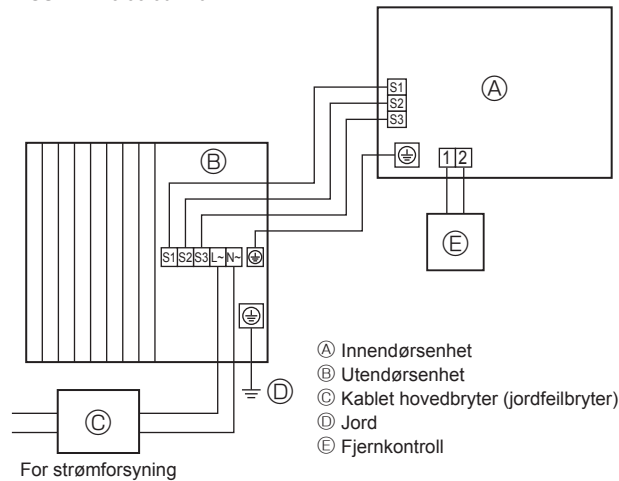 Ⓐ
S1
S2
S3
1 2
Ⓑ
S1 S2 S3 L~ N~
Ⓔ
Ⓓ
Ⓒ
For strømforsyning
Ⓐ Innendørsenhet
Ⓑ Utendørsenhet
Ⓒ Kablet hovedbryter (jordfeilbryter)
Ⓓ Jord
Ⓔ Fjernkontroll